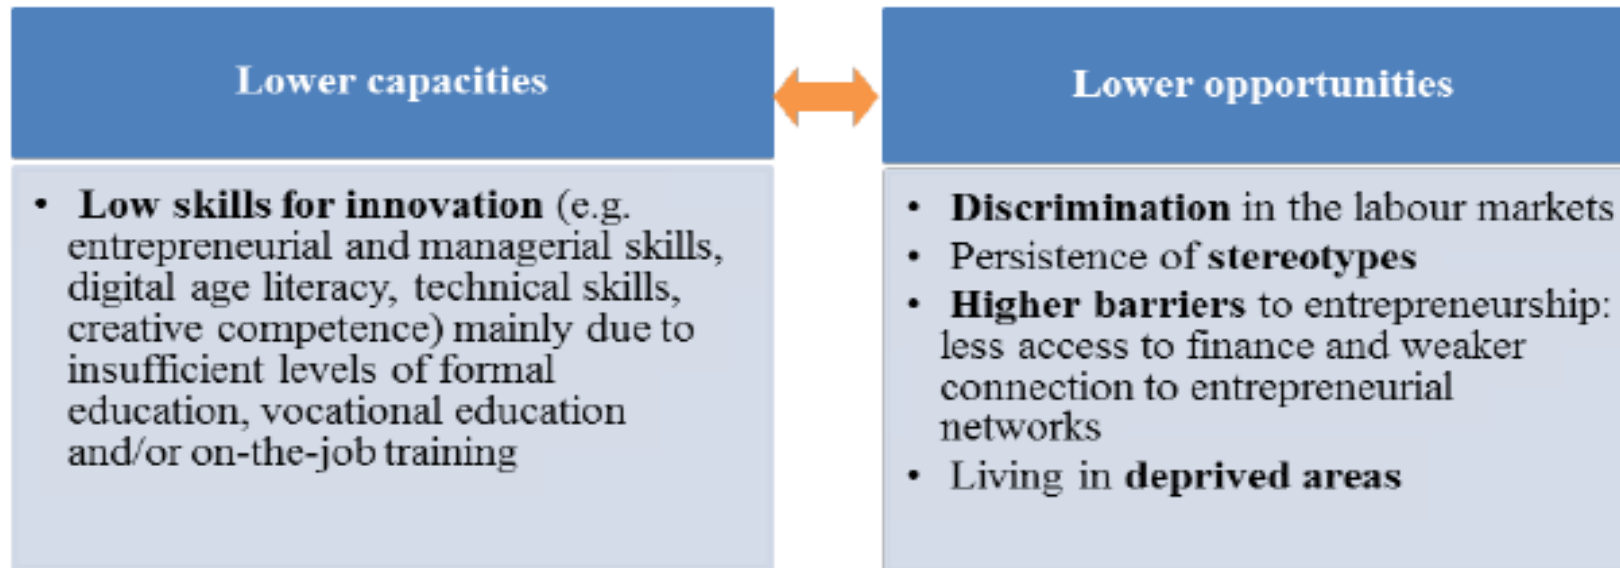 Lower capacities
• Low skills for innovation (e.g.
entrepreneurial and managerial skills,
digital age literacy, technical skills,
creative competence) mainly due to
insufficient levels of formal
education, vocational education
and/or on-the-job training
Lower opportunities
• Discrimination in the labour markets
• Persistence of stereotypes
• Higher barriers to entrepreneurship:
less access to finance and weaker
connection to entrepreneurial
networks
• Living in deprived areas